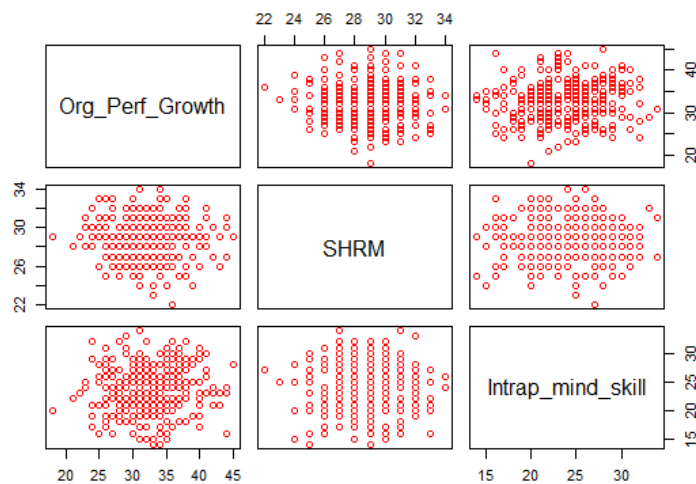 22 24 26 28 30 32 34
Org_Perf_Growth
20 30 40
22 26 30 34
SHRM
Intrap_mind_skill
15 20 25 30
20 25 30 35 40 45
15 20 25 30